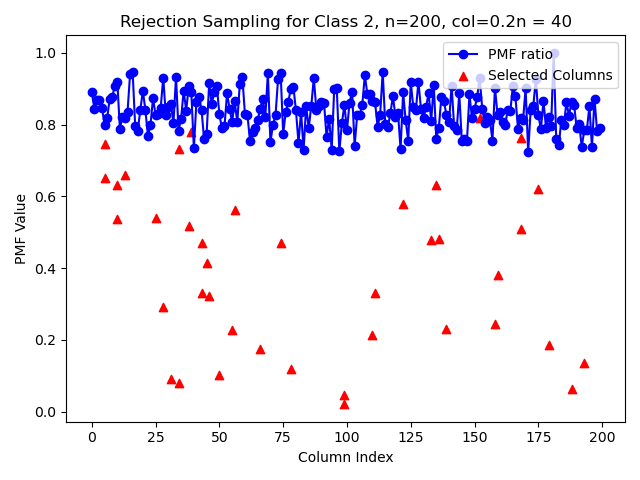 Rejection Sampling for Class 2, n=200, col=0.2n = 40
PMF ratio
Selected Columns
1.0
0.8
0.6
0.4
0.2
0.0
PMF Value
0 25 50 75 100 125 150 175 200
Column Index